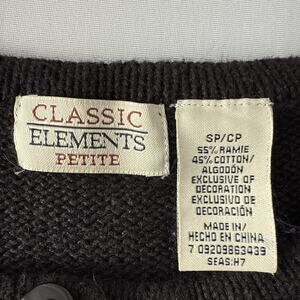 CLASSIC
ELEMENTS
PETITE
SP/CP
55% RAMIE
45% COTTON/
ALGODÓN
EXCLUSIVE OF
DECORATION
EXCLUSIVO DE
DECORACIÓN
MADE IN/
HECHO EN CHINA
7 09209863439
SEAS:H7